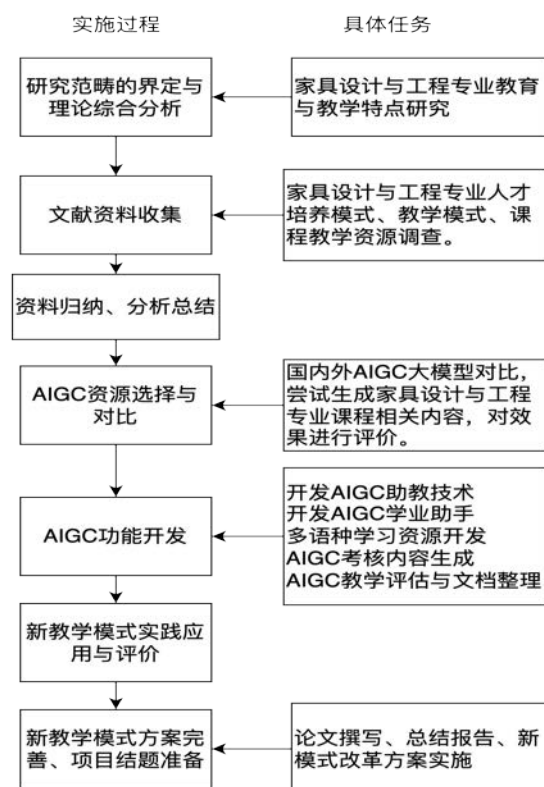 实施过程
具体任务
研究范畴的界定与
理论综合分析
家具设计与工程专业教育
与教学特点研究
文献资料收集
家具设计与工程专业人才
培养模式、教学模式、课
程教学资源调查。
资料归纳、分析总结
AIGC资源选择与
对比
国内外AIGC大模型对比，
尝试生成家具设计与工程
专业课程相关内容，对效
果进行评价。
AIGC功能开发
开发AIGC助教技术
开发AIGC学业助手
多语种学习资源开发
AIGC考核内容生成
AIGC教学评估与文档整理
新教学模式实践应
用与评价
新教学模式方案完
善、项目结题准备
论文撰写、总结报告、新
模式改革方案实施